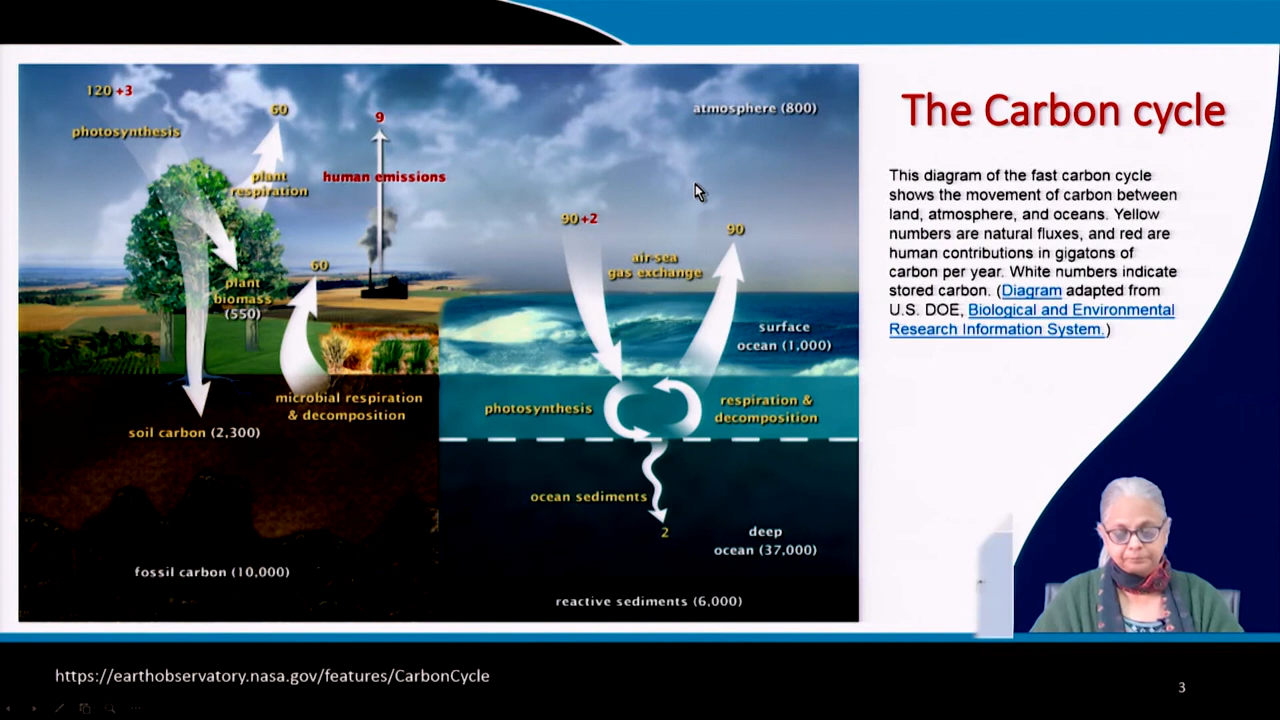 The Carbon cycle
This diagram of the fast carbon cycle
shows the movement of carbon between
land, atmosphere, and oceans. Yellow
numbers are natural fluxes, and red are
human contributions in gigatons of
carbon per year. White numbers indicate
stored carbon. (Diagram adapted from
U.S. DOE, Biological and Environmental
Research Information System.)
120 +3
photosynthesis
60
plant
respiration
9
human emissions
atmosphere (800)
90+2
90
air-sea
gas exchange
plant
biomass
(550)
60
surface
ocean (1,000)
microbial respiration
& decomposition
photosynthesis
respiration &
decomposition
soil carbon (2,300)
ocean sediments
2
deep
ocean (37,000)
fossil carbon (10,000)
reactive sediments (6,000)
https://earthobservatory.nasa.gov/features/CarbonCycle
3